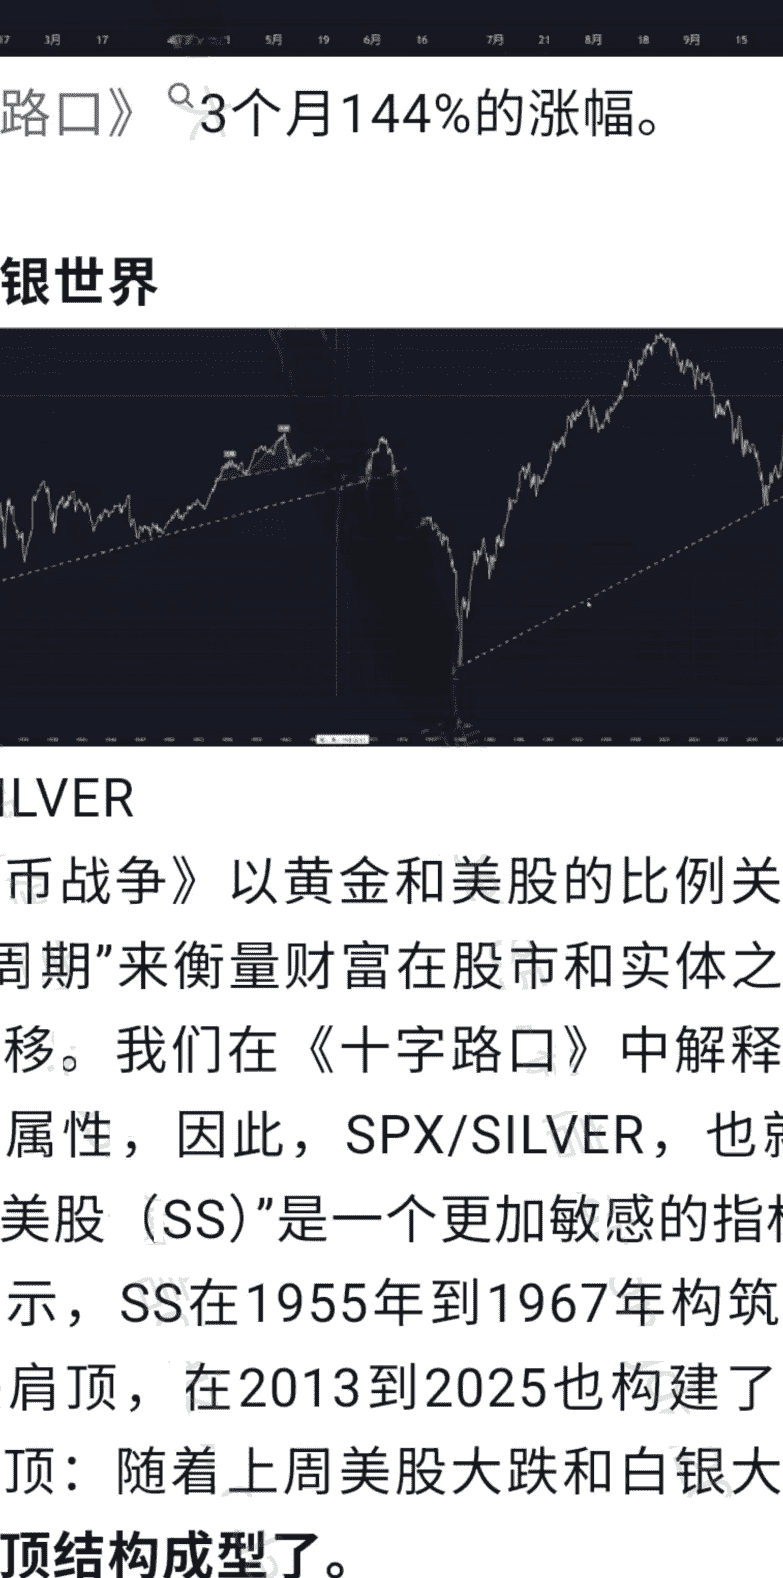 17 3月 17 1 5月 19 6月 16 7月 21 8月 18 9月 15
路口》 3个月144%的涨幅。
银世界
ILVER
币战争》以黄金和美股的比例关
周期”来衡量财富在股市和实体之
移。我们在《十字路口》中解释
属性，因此，SPX/SILVER，也就
美股（SS）”是一个更加敏感的指
示，SS在1955年到1967年构筑
肩顶，在2013到2025也构建了
顶：随着上周美股大跌和白银大
顶结构成型了。